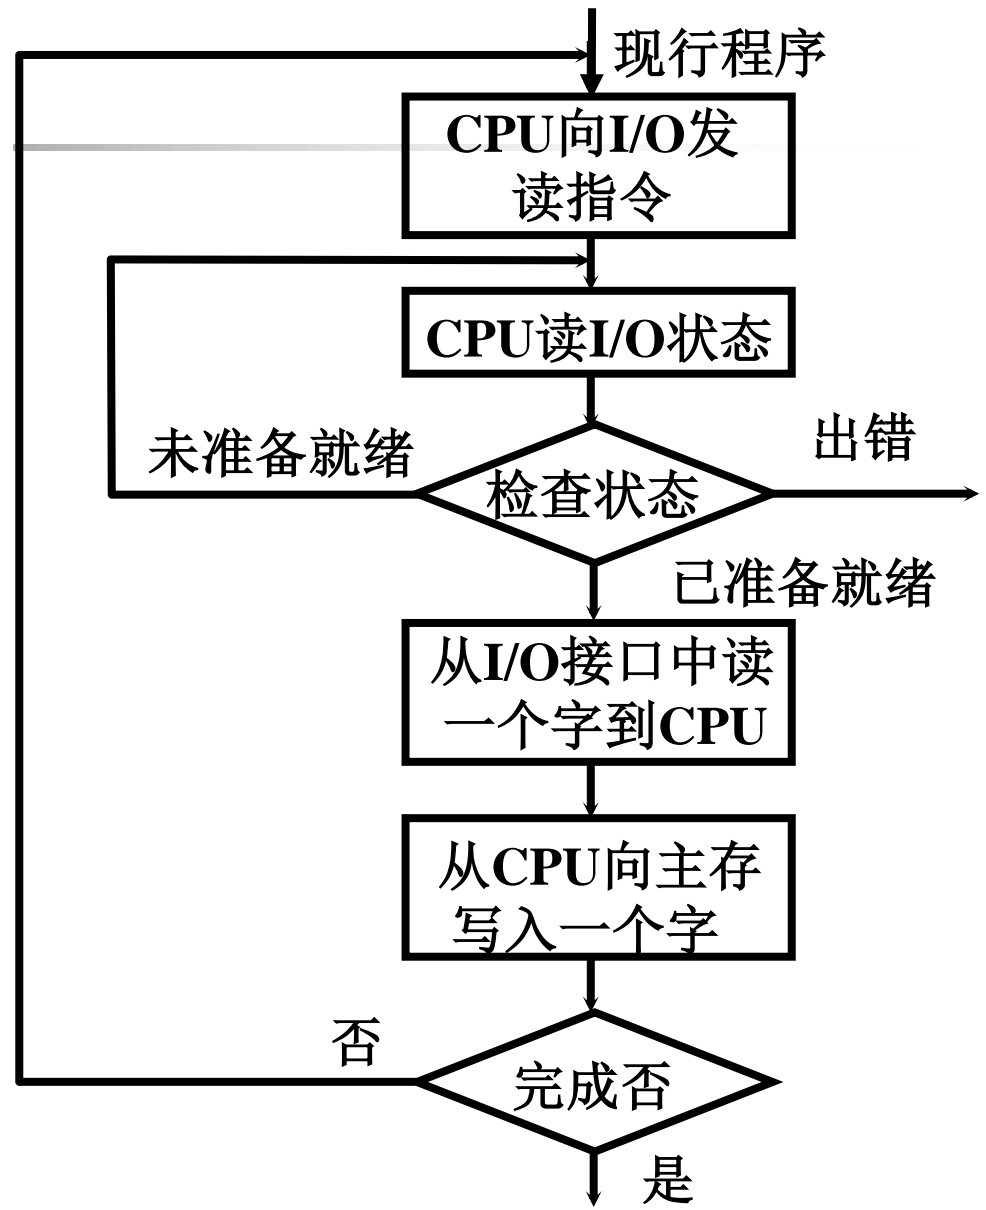 现行程序
CPU向I/O发
读指令
CPU读I/O状态
未准备就绪
出错
检查状态
已准备就绪
从I/O接口中读
一个字到CPU
从CPU向主存
写入一个字
否
完成否
是